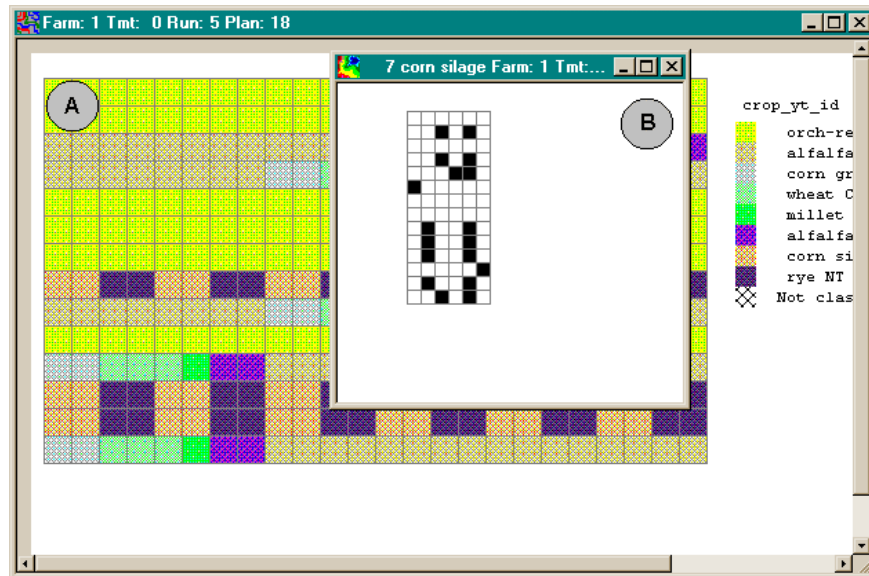 Farm: 1 Tmt: 0 Run: 5 Plan: 18
7 corn silage Farm: 1 Tmt:...
A
B
crop_yt_id
orch-re
alfalfa
corn gr
wheat C
millet
alfalfa
corn si
rye NT
Not clas